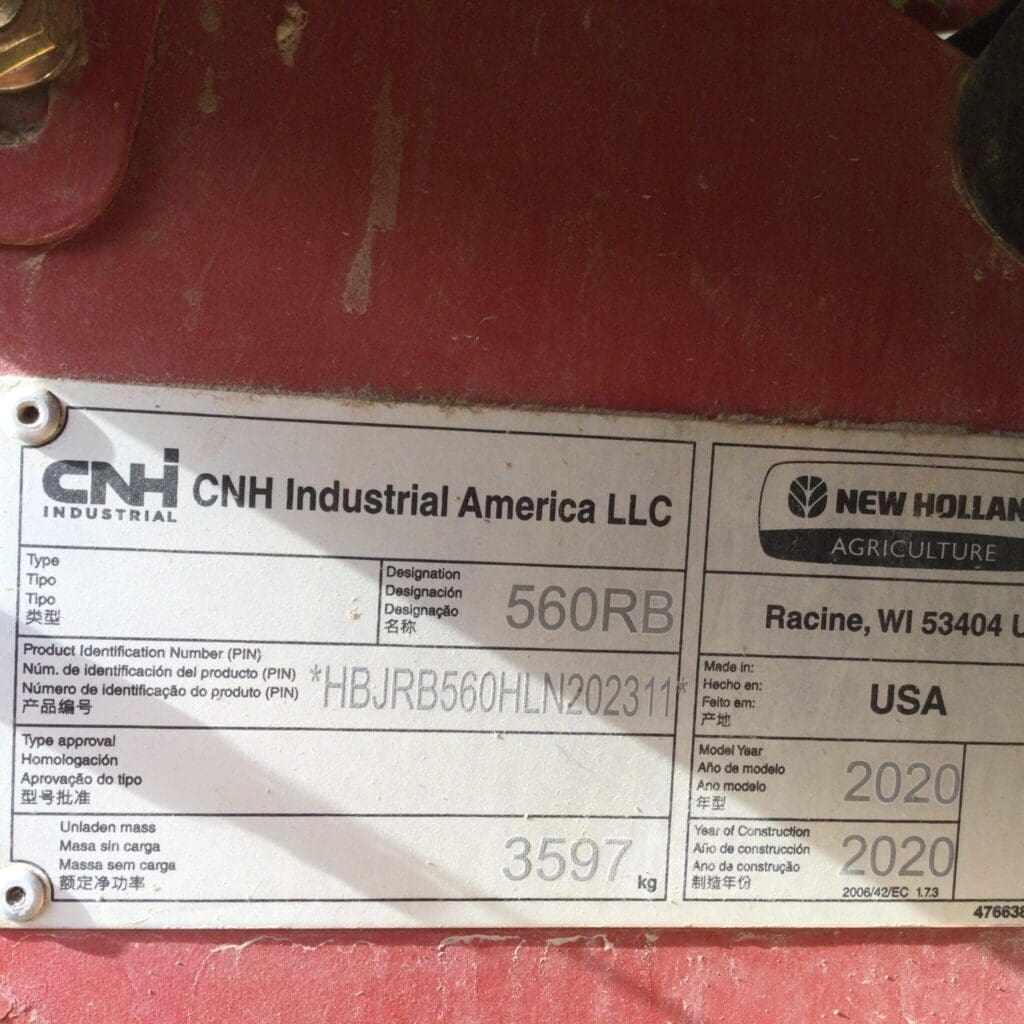 CNH INDUSTRIAL
CNH Industrial America LLC
Type
Tipo
Tipo
类型
Designation
Designación
Designação
名称
560RB
Product Identification Number (PIN)
Núm. de identificación del producto (PIN)
Número de identificação do produto (PIN)
产品编号
*HBJRB560HLN202311*
Type approval
Homologación
Aprovação do tipo
型号批准
Unladen mass
Masa sin carga
Massa sem carga
额定净功率
3597
kg
NEW HOLLAN
AGRICULTURE
Racine, WI 53404 U
Made in:
Hecho en:
Feito em:
产地
USA
Model Year
Año de modelo
Ano modelo
年型
2020
Year of Construction
Año de construcción
Ano da construção
制造年份
2020
2006/42/EC 1.7.3
476638